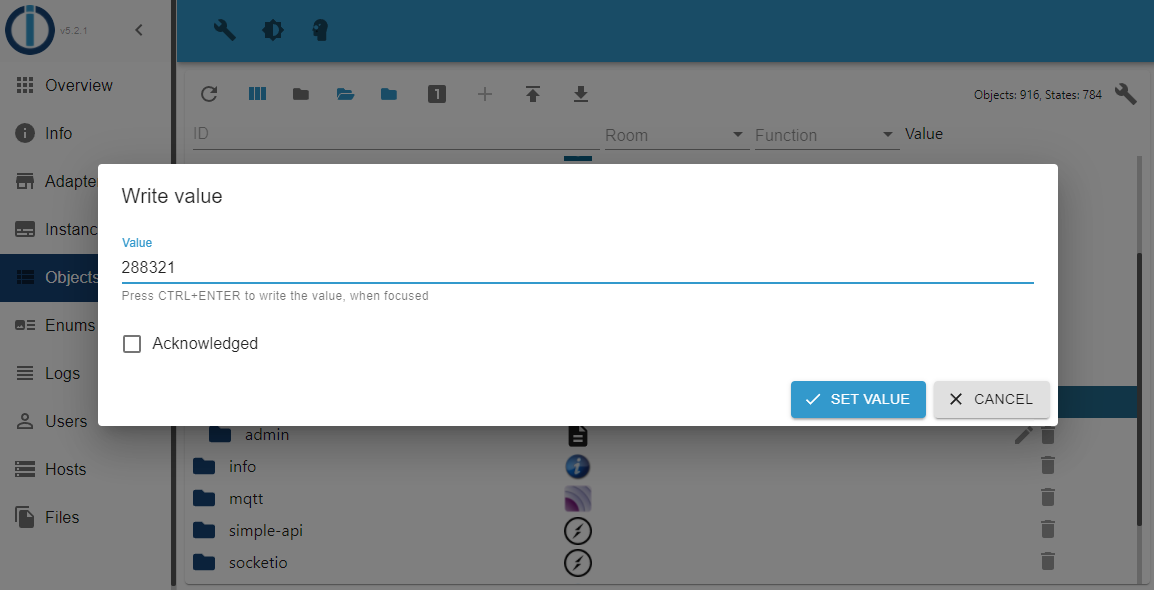 v5.2.1
Overview
Info
Adapte
Instanc
Objects
Enums
Logs
Users
Hosts
Files
1
Objects: 916, States: 784
ID
Room
Function
Value
Write value
Value
288321
Press CTRL+ENTER to write the value, when focused
Acknowledged
SET VALUE
CANCEL
admin
info
mqtt
simple-api
socketio